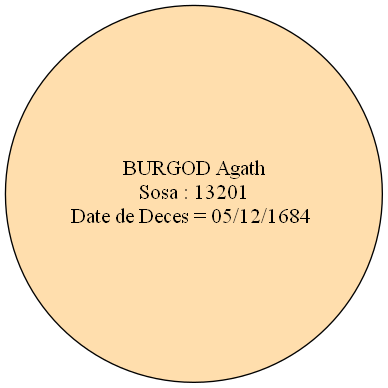 BURGOD Agath
Sosa : 13201
Date de Deces = 05/12/1684